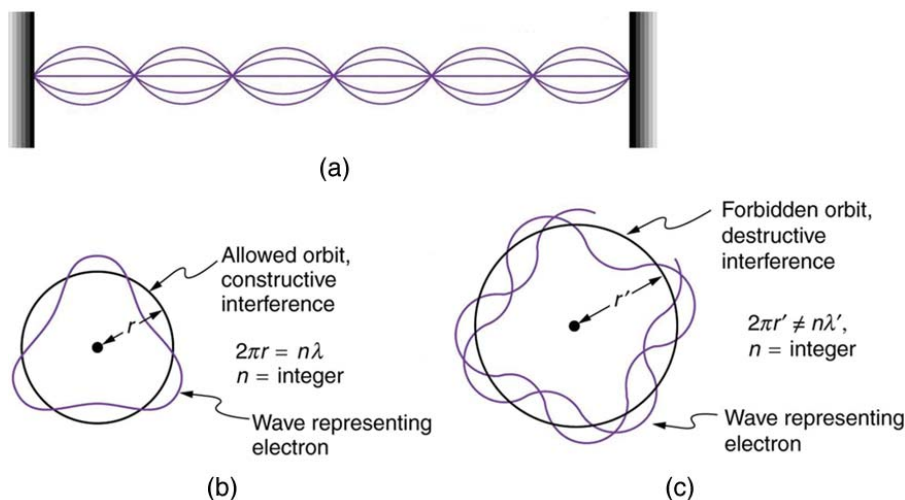 (a)
Allowed orbit,
constructive
interference
r
2πr = nλ
n = integer
Wave representing
electron
(b)
Forbidden orbit,
destructive
interference
r′
2πr′ ≠ nλ′,
n = integer
Wave representing
electron
(c)